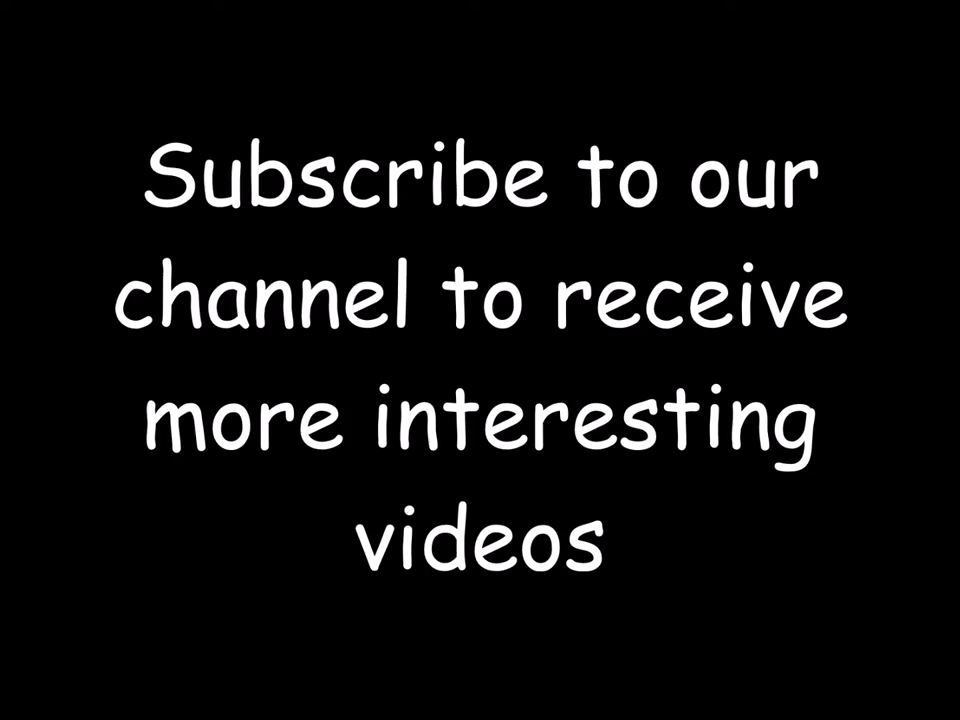 Subscribe to our
channel to receive
more interesting
videos